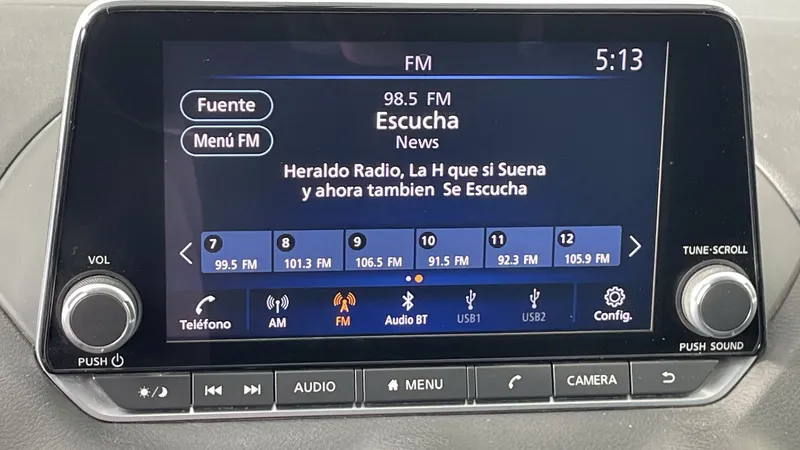 FM
5:13
Fuente
98.5 FM
Menú FM
Escucha
News
Heraldo Radio, La H que si Suena
y ahora tambien Se Escucha
7
99.5 FM
8
101.3 FM
9
106.5 FM
10
91.5 FM
11
92.3 FM
12
105.9 FM
Teléfono
AM
FM
Audio BT
USB1
USB2
Config.
VOL
PUSH
TUNE·SCROLL
PUSH SOUND
AUDIO
MENU
CAMERA